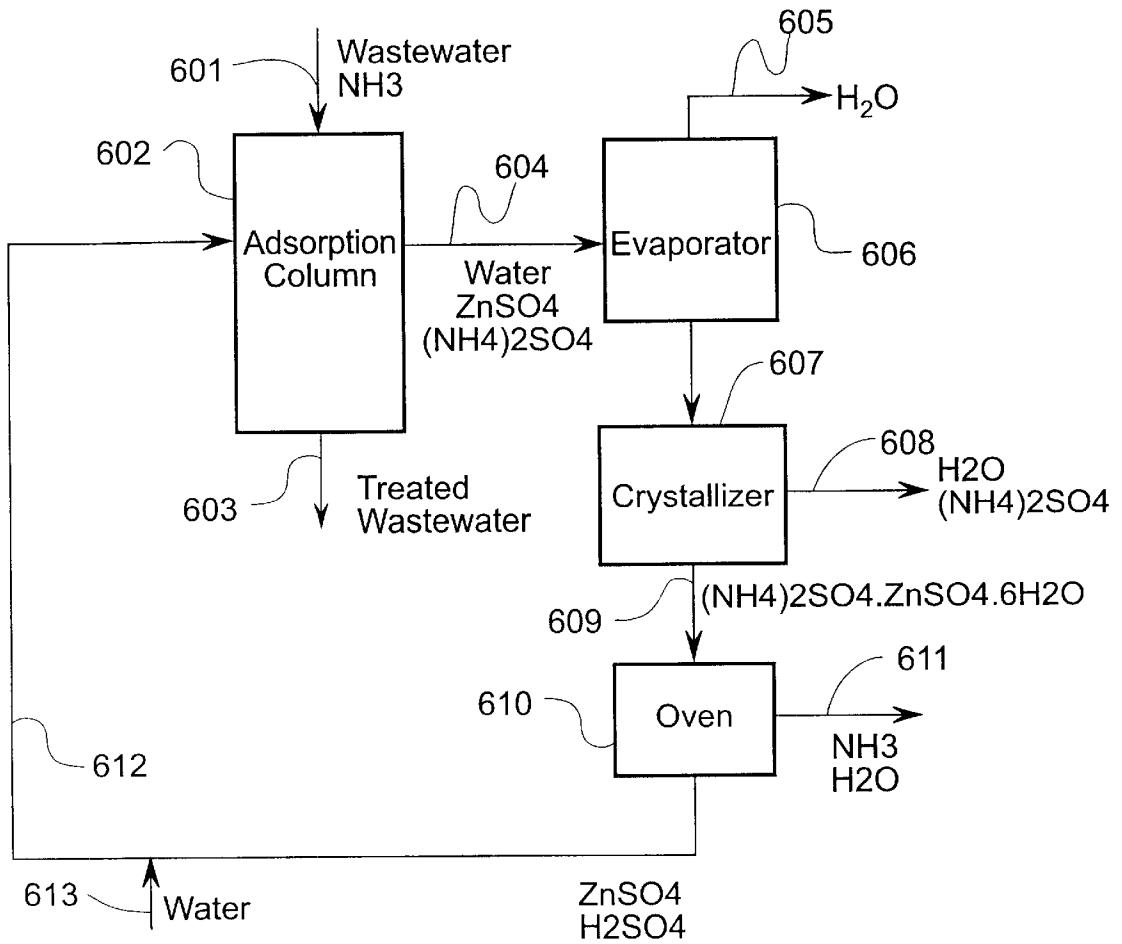 605
601
Wastewater
NH3
H₂O
602
604
Adsorption
Column
Evaporator
606
Water
ZnSO4
(NH4)2SO4
607
608
603
Treated
Wastewater
Crystallizer
H2O
(NH4)2SO4
609
(NH4)2SO4.ZnSO4.6H2O
611
610
Oven
NH3
H2O
612
613
Water
ZnSO4
H2SO4